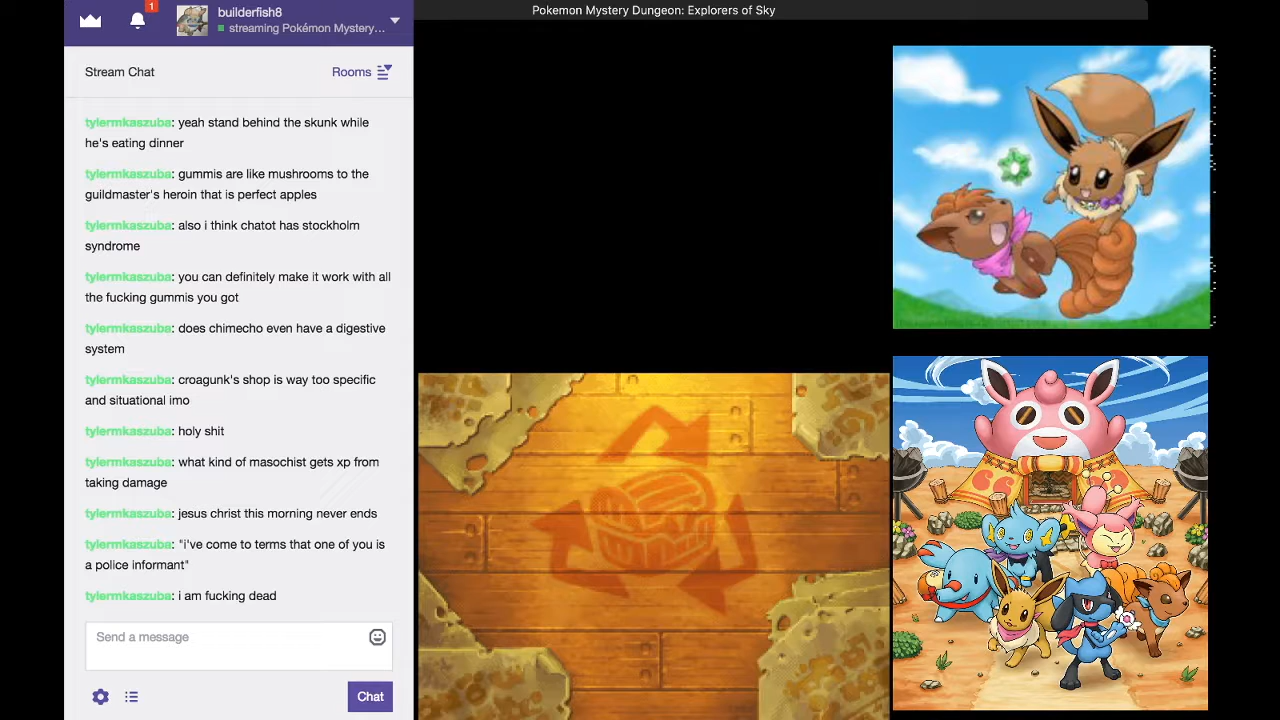 Pokemon Mystery Dungeon: Explorers of Sky
1
builderfish8
streaming Pokémon Mystery...
Stream Chat
Rooms
tylermkaszuba: yeah stand behind the skunk while
he's eating dinner
tylermkaszuba: gummis are like mushrooms to the
guildmaster's heroin that is perfect apples
tylermkaszuba: also i think chatot has stockholm
syndrome
tylermkaszuba: you can definitely make it work with all
the fucking gummis you got
tylermkaszuba: does chimecho even have a digestive
system
tylermkaszuba: croagunk's shop is way too specific
and situational imo
tylermkaszuba: holy shit
tylermkaszuba: what kind of masochist gets xp from
taking damage
tylermkaszuba: jesus christ this morning never ends
tylermkaszuba: "i've come to terms that one of you is
a police informant"
tylermkaszuba: i am fucking dead
Send a message
Chat